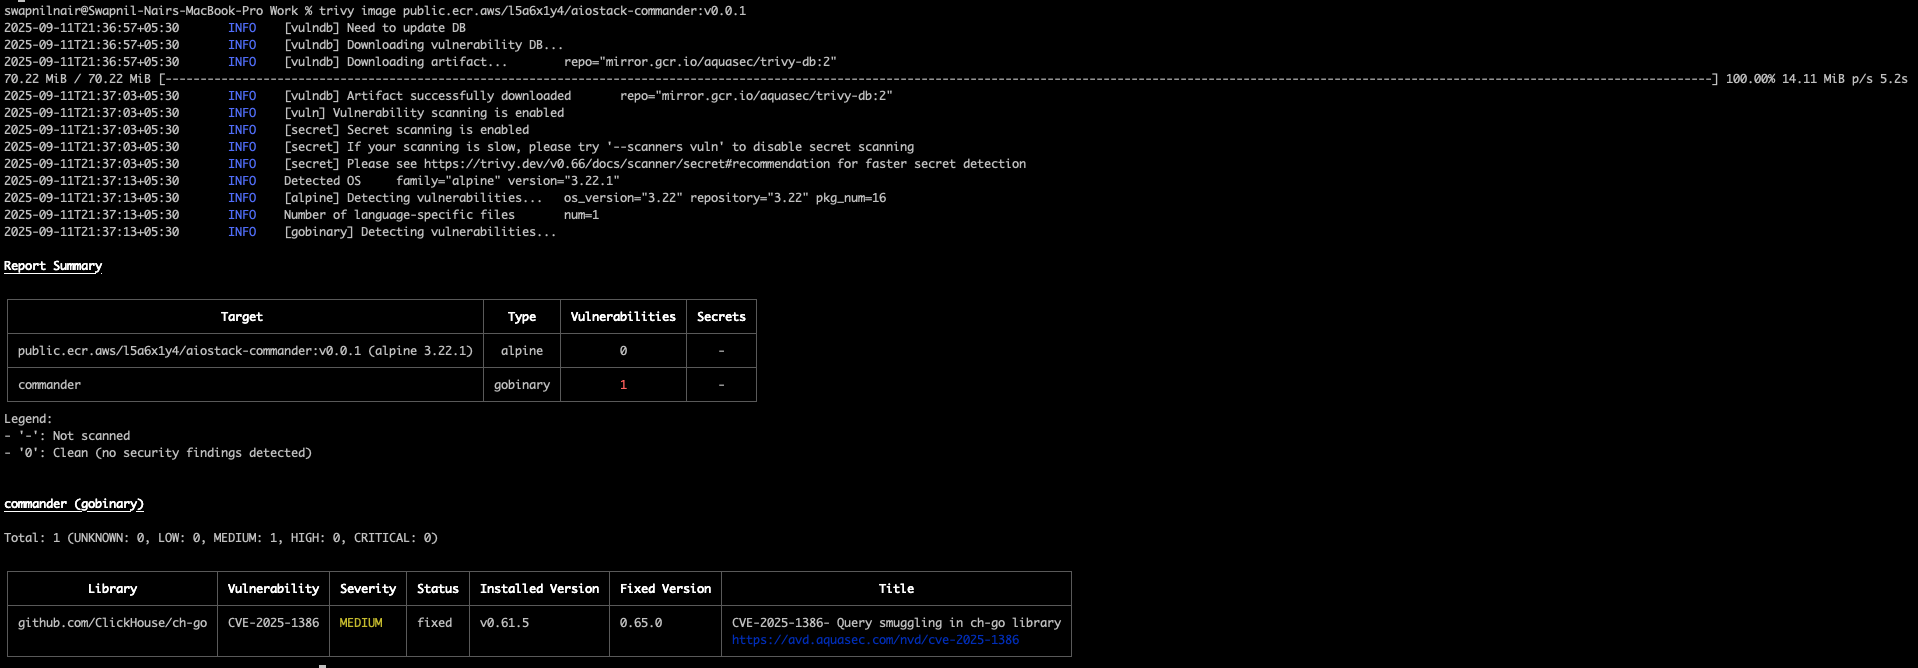 swapnilnair@Swapnil-Nairs-MacBook-Pro Work % trivy image public.ecr.aws/l5a6x1y4/aiostack-commander:v0.0.1
2025-09-11T21:36:57+05:30 INFO [vulndb] Need to update DB
2025-09-11T21:36:57+05:30 INFO [vulndb] Downloading vulnerability DB...
2025-09-11T21:36:57+05:30 INFO [vulndb] Downloading artifact... repo="mirror.gcr.io/aquasec/trivy-db:2"
70.22 MiB / 70.22 MiB [---------------------------------------------------------------------------------------------------------------------------------------------------------------------------------------------------------------------------] 100.00% 14.11 MiB p/s 5.2s
2025-09-11T21:37:03+05:30 INFO [vulndb] Artifact successfully downloaded repo="mirror.gcr.io/aquasec/trivy-db:2"
2025-09-11T21:37:03+05:30 INFO [vuln] Vulnerability scanning is enabled
2025-09-11T21:37:03+05:30 INFO [secret] Secret scanning is enabled
2025-09-11T21:37:03+05:30 INFO [secret] If your scanning is slow, please try '--scanners vuln' to disable secret scanning
2025-09-11T21:37:03+05:30 INFO [secret] Please see https://trivy.dev/v0.66/docs/scanner/secret#recommendation for faster secret detection
2025-09-11T21:37:13+05:30 INFO Detected OS family="alpine" version="3.22.1"
2025-09-11T21:37:13+05:30 INFO [alpine] Detecting vulnerabilities... os_version="3.22" repository="3.22" pkg_num=16
2025-09-11T21:37:13+05:30 INFO Number of language-specific files num=1
2025-09-11T21:37:13+05:30 INFO [gobinary] Detecting vulnerabilities...
Report Summary
Target Type Vulnerabilities Secrets
public.ecr.aws/l5a6x1y4/aiostack-commander:v0.0.1 (alpine 3.22.1) alpine 0 -
commander gobinary 1 -
Legend:
- '-': Not scanned
- '0': Clean (no security findings detected)
commander (gobinary)
Total: 1 (UNKNOWN: 0, LOW: 0, MEDIUM: 1, HIGH: 0, CRITICAL: 0)
Library Vulnerability Severity Status Installed Version Fixed Version Title
github.com/ClickHouse/ch-go CVE-2025-1386 MEDIUM fixed v0.61.5 0.65.0 CVE-2025-1386- Query smuggling in ch-go library
https://avd.aquasec.com/nvd/cve-2025-1386